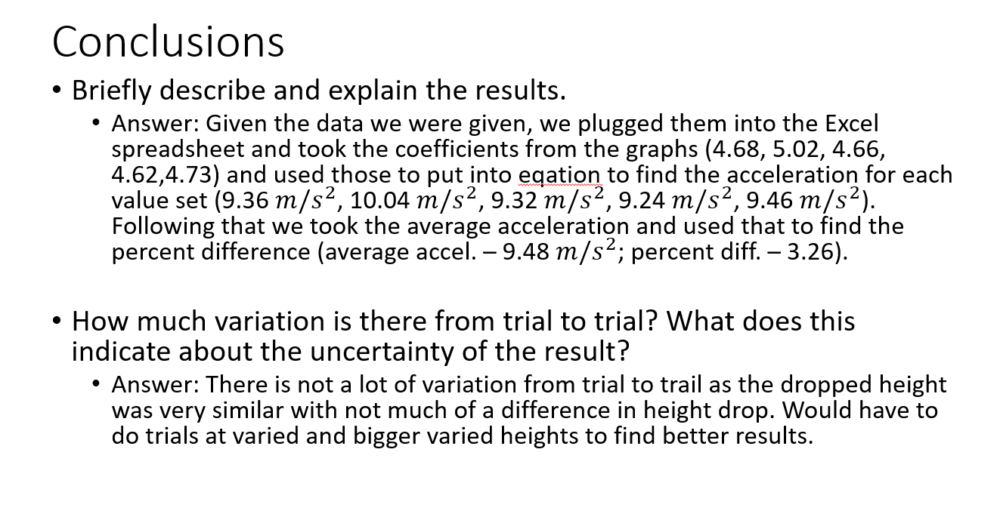 Conclusions
• Briefly describe and explain the results.
• Answer: Given the data we were given, we plugged them into the Excel
spreadsheet and took the coefficients from the graphs (4.68, 5.02, 4.66,
4.62,4.73) and used those to put into eqation to find the acceleration for each
value set (9.36 m/s², 10.04 m/s², 9.32 m/s², 9.24 m/s², 9.46 m/s²).
Following that we took the average acceleration and used that to find the
percent difference (average accel. – 9.48 m/s²; percent diff. – 3.26).
• How much variation is there from trial to trial? What does this
indicate about the uncertainty of the result?
• Answer: There is not a lot of variation from trial to trail as the dropped height
was very similar with not much of a difference in height drop. Would have to
do trials at varied and bigger varied heights to find better results.